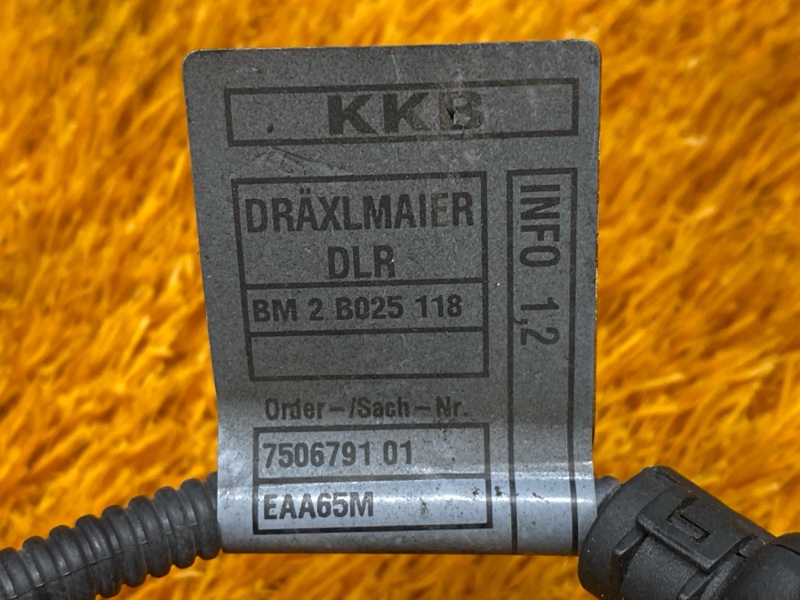 KKB
DRÄXLMAIER
DLR
BM 2 B025 118
INFO 1,2
Order-/Sach-Nr.
7506791 01
EAA65M